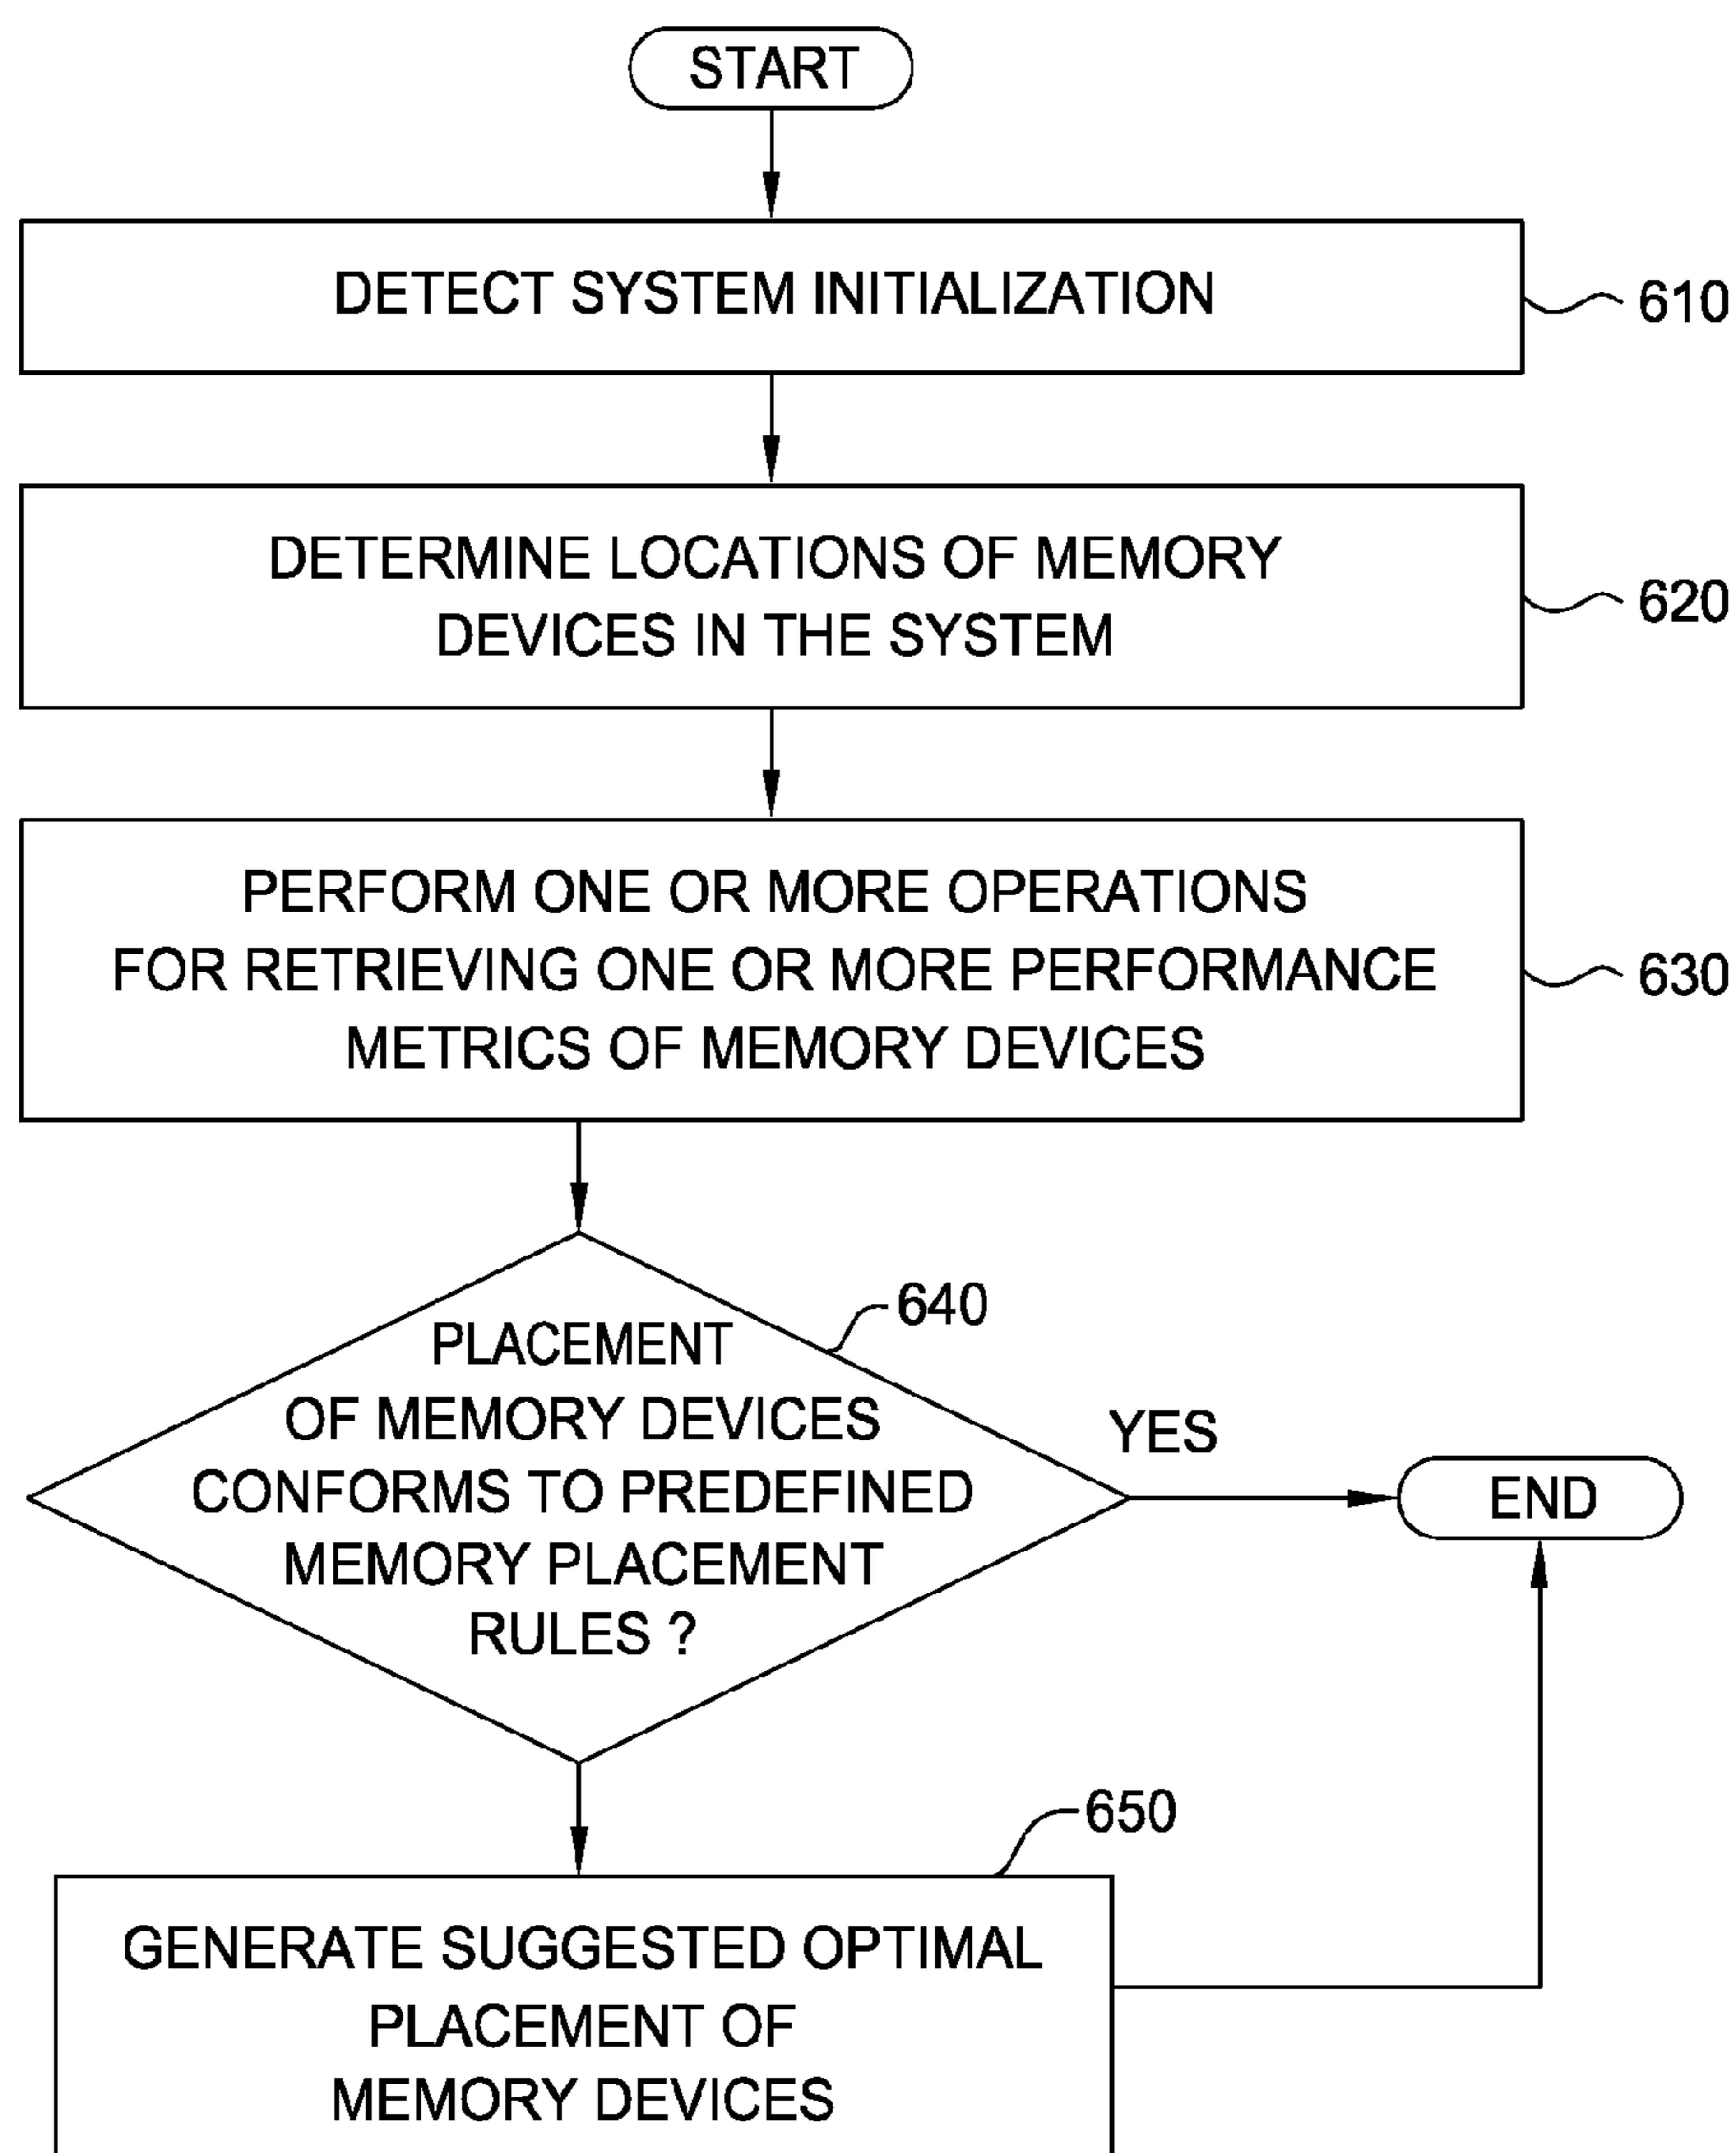 START
DETECT SYSTEM INITIALIZATION
610
DETERMINE LOCATIONS OF MEMORY
DEVICES IN THE SYSTEM
620
PERFORM ONE OR MORE OPERATIONS
FOR RETRIEVING ONE OR MORE PERFORMANCE
METRICS OF MEMORY DEVICES
630
640
PLACEMENT
OF MEMORY DEVICES
CONFORMS TO PREDEFINED
MEMORY PLACEMENT
RULES ?
YES
END
650
GENERATE SUGGESTED OPTIMAL
PLACEMENT OF
MEMORY DEVICES